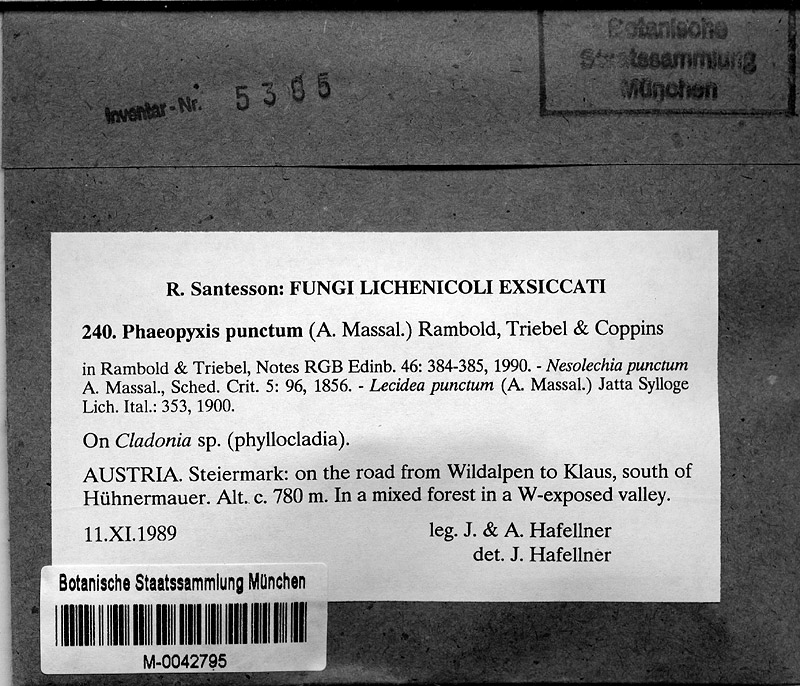 Botanische
Staatssammlung
München
Inventar-Nr. 5365
R. Santesson: FUNGI LICHENICOLI EXSICCATI
240. Phaeopyxis punctum (A. Massal.) Rambold, Triebel & Coppins
in Rambold & Triebel, Notes RGB Edinb. 46: 384-385, 1990. - Nesolechia punctum
A. Massal., Sched. Crit. 5: 96, 1856. - Lecidea punctum (A. Massal.) Jatta Sylloge
Lich. Ital.: 353, 1900.
On Cladonia sp. (phyllocladia).
AUSTRIA. Steiermark: on the road from Wildalpen to Klaus, south of
Hühnermauer. Alt. c. 780 m. In a mixed forest in a W-exposed valley.
11.XI.1989
leg. J. & A. Hafellner
det. J. Hafellner
Botanische Staatssammlung München
M-0042795